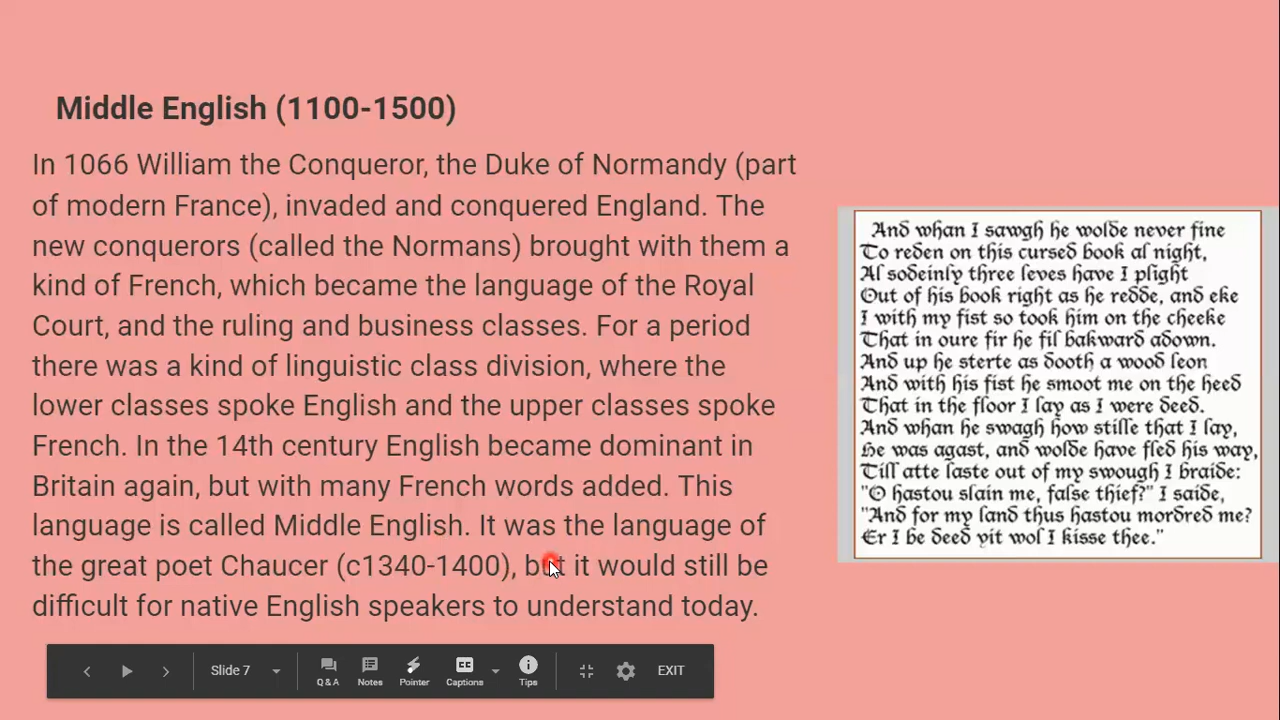 Middle English (1100-1500)
In 1066 William the Conqueror, the Duke of Normandy (part
of modern France), invaded and conquered England. The
new conquerors (called the Normans) brought with them a
kind of French, which became the language of the Royal
Court, and the ruling and business classes. For a period
there was a kind of linguistic class division, where the
lower classes spoke English and the upper classes spoke
French. In the 14th century English became dominant in
Britain again, but with many French words added. This
language is called Middle English. It was the language of
the great poet Chaucer (c1340-1400), but it would still be
difficult for native English speakers to understand today.
And whan I sawgh he wolde never fine
To reden on this cursed book al night,
Al sodeinly three leves have I plight
Out of his book right as he redde, and eke
I with my fist so took him on the cheeke
That in oure fir he fil bakward adown.
And up he sterte as dooth a wood leon
And with his fist he smoot me on the heed
That in the floor I lay as I were deed.
And whan he swagh how stille that I lay,
He was agast, and wolde have fled his way,
Till atte laste out of my swough I braide:
"O hastou slain me, false thief?" I saide,
"And for my land thus hastou mordred me?
Er I be deed yit wol I kisse thee."
Slide 7
Q & A
Notes
Pointer
Captions
Tips
EXIT